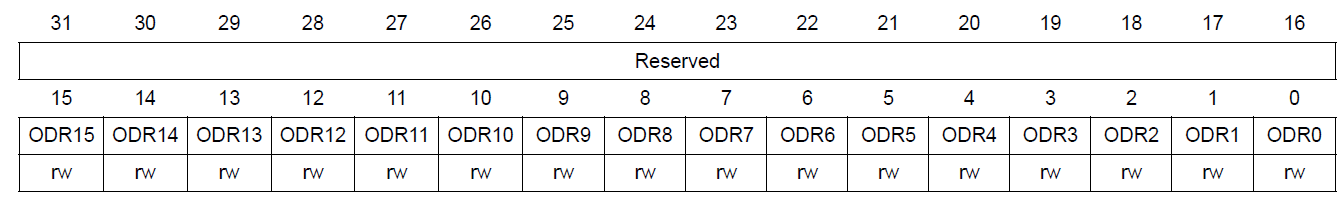 31 30 29 28 27 26 25 24 23 22 21 20 19 18 17 16
Reserved
15 14 13 12 11 10 9 8 7 6 5 4 3 2 1 0
ODR15 ODR14 ODR13 ODR12 ODR11 ODR10 ODR9 ODR8 ODR7 ODR6 ODR5 ODR4 ODR3 ODR2 ODR1 ODR0
rw rw rw rw rw rw rw rw rw rw rw rw rw rw rw rw